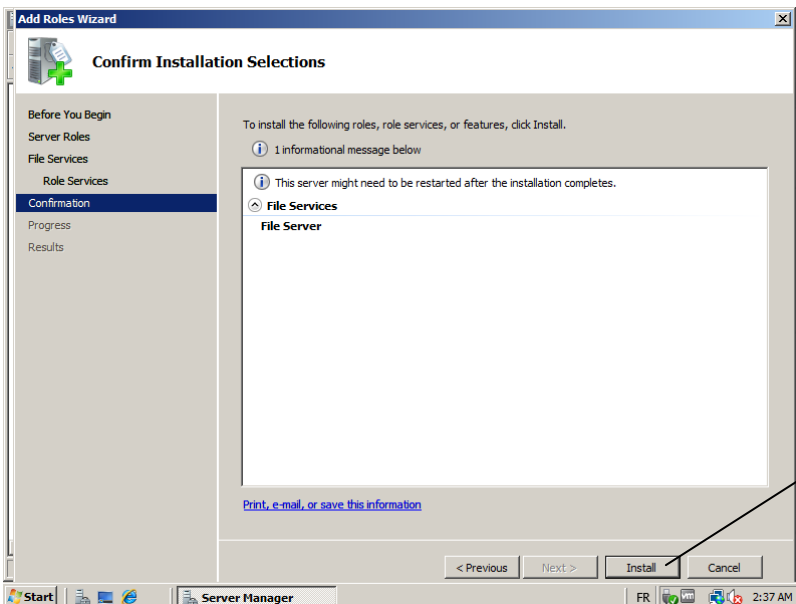 Add Roles Wizard
Confirm Installation Selections
Before You Begin
Server Roles
File Services
Role Services
Confirmation
Progress
Results
To install the following roles, role services, or features, click Install.
1 informational message below
This server might need to be restarted after the installation completes.
File Services
File Server
Print, e-mail, or save this information
< Previous
Next >
Install
Cancel
Start
Server Manager
FR
2:37 AM